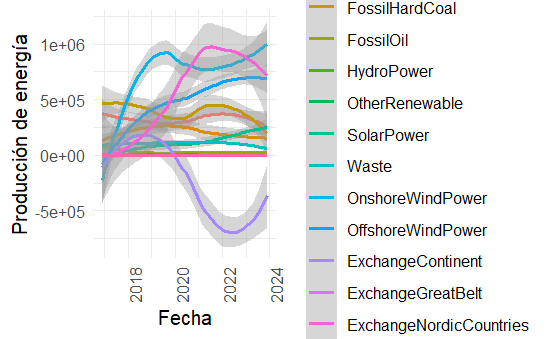 Producción de energía
1e+06
5e+05
0e+00
-5e+05
2018
2020
2022
2024
Fecha
FossilHardCoal
FossilOil
HydroPower
OtherRenewable
SolarPower
Waste
OnshoreWindPower
OffshoreWindPower
ExchangeContinent
ExchangeGreatBelt
ExchangeNordicCountries